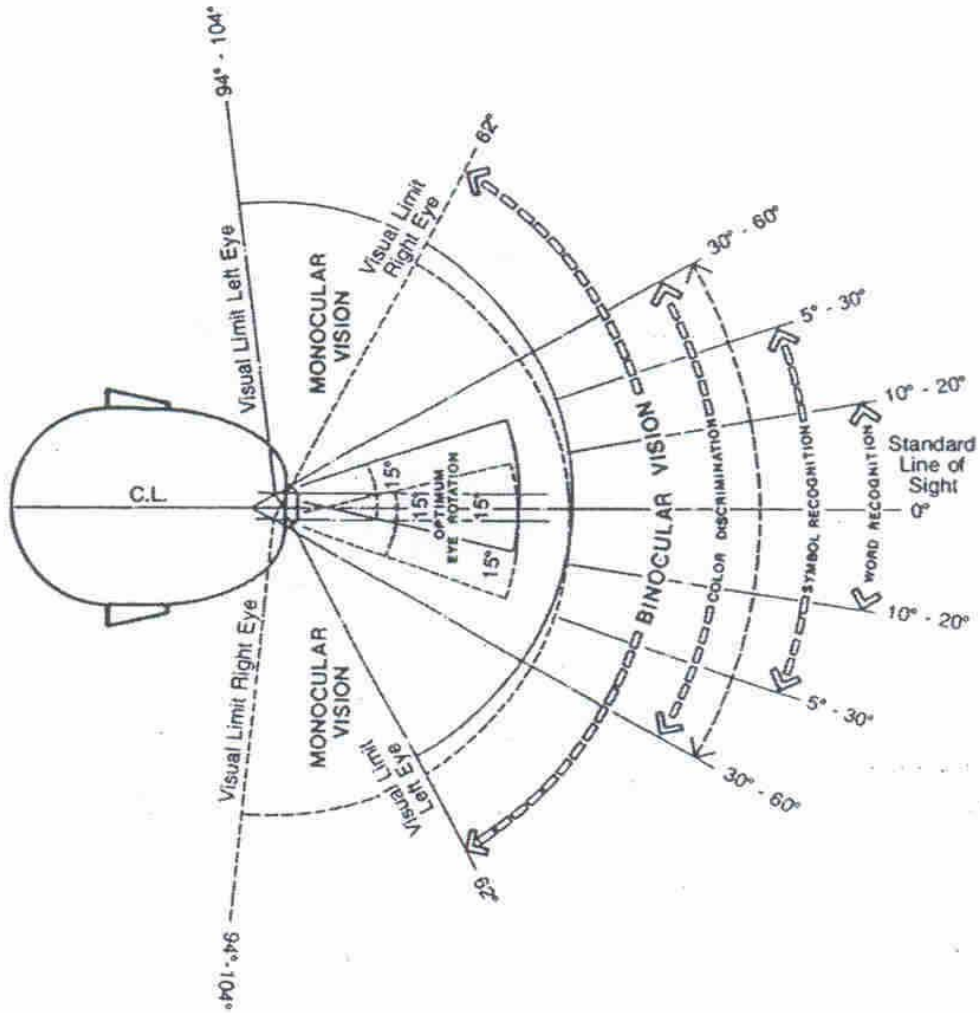 94° - 104°
Visual Limit Left Eye
Visual Limit Right Eye
94°-104°
C.L.
MONOCULAR
VISION
MONOCULAR
VISION
Visual Limit
Right Eye
62°
Visual Limit
Left Eye
62°
15°
15°
15°
OPTIMUM
EYE ROTATION
15°
15°
BINOCULAR VISION
COLOR DISCRIMINATION
SYMBOL RECOGNITION
WORD RECOGNITION
30° - 60°
5° - 30°
10° - 20°
Standard
Line of
Sight
0°
10° - 20°
5° - 30°
30° - 60°